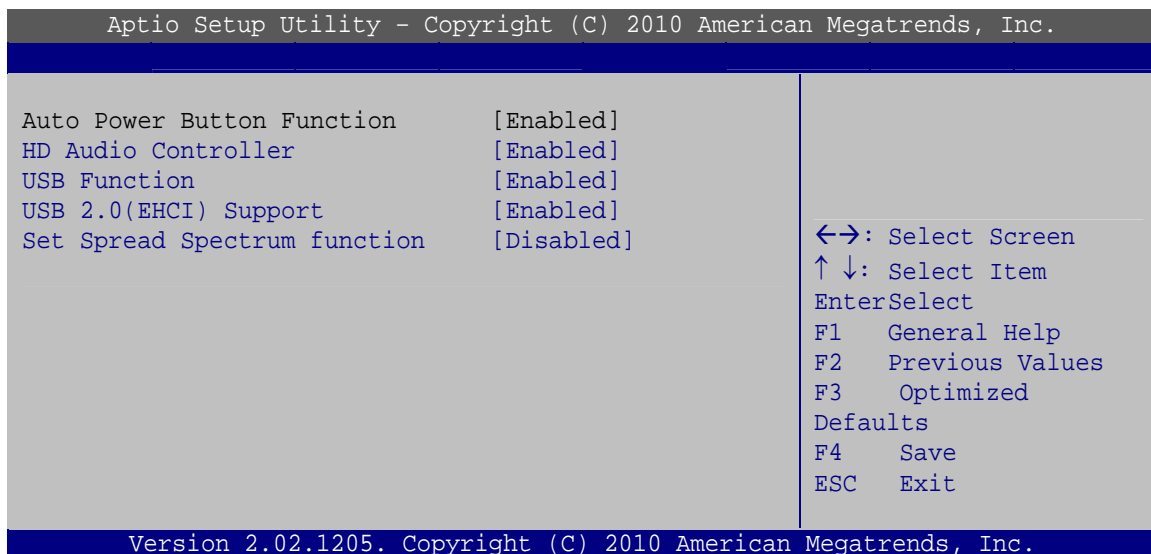 Aptio Setup Utility – Copyright (C) 2010 American Megatrends, Inc.
Auto Power Button Function [Enabled]
HD Audio Controller [Enabled]
USB Function [Enabled]
USB 2.0(EHCI) Support [Enabled]
Set Spread Spectrum function [Disabled]
←→: Select Screen
↑ ↓: Select Item
EnterSelect
F1 General Help
F2 Previous Values
F3 Optimized
Defaults
F4 Save
ESC Exit
Version 2.02.1205. Copyright (C) 2010 American Megatrends, Inc.